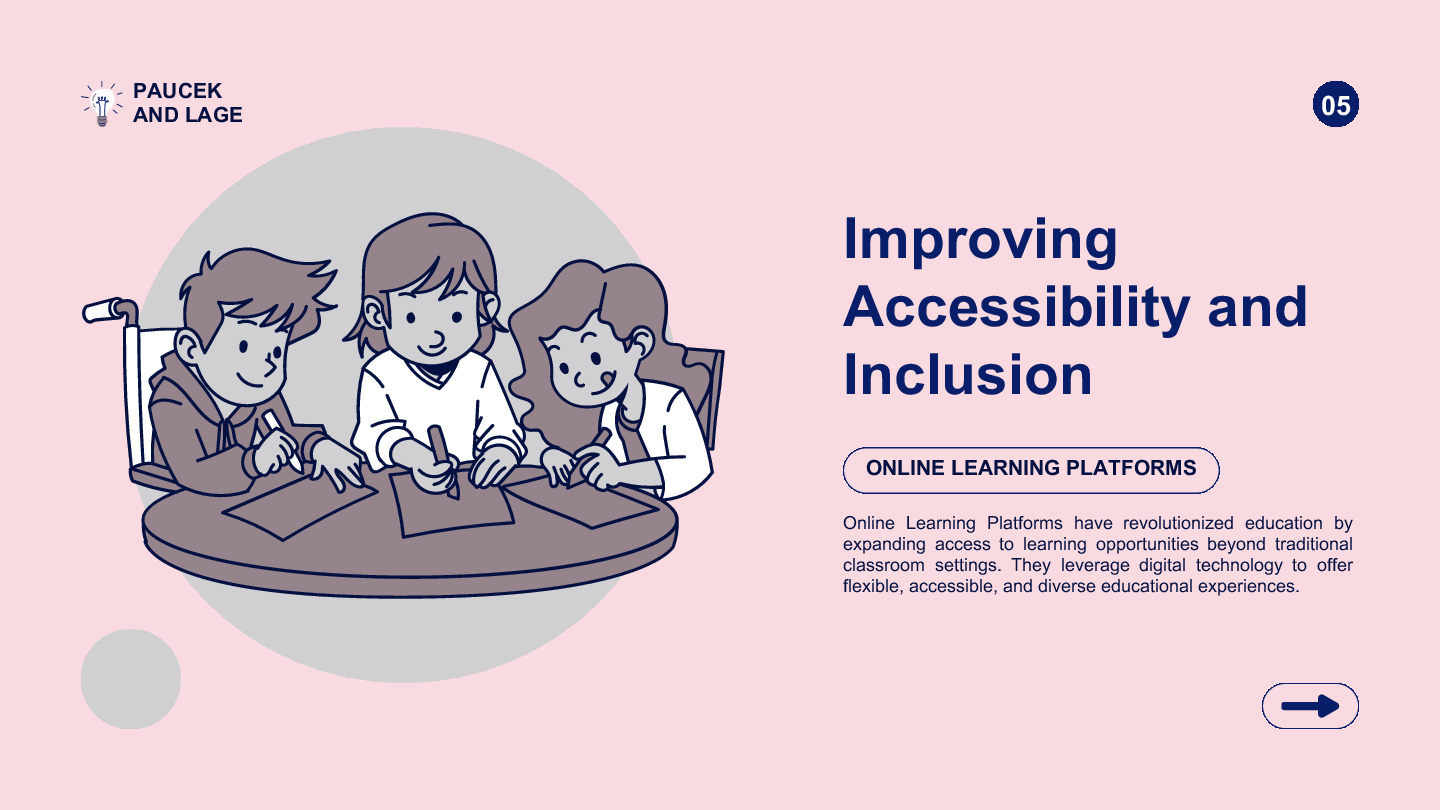 PAUCEK
AND LAGE
05
Improving
Accessibility and
Inclusion
ONLINE LEARNING PLATFORMS
Online Learning Platforms have revolutionized education by
expanding access to learning opportunities beyond traditional
classroom settings. They leverage digital technology to offer
flexible, accessible, and diverse educational experiences.